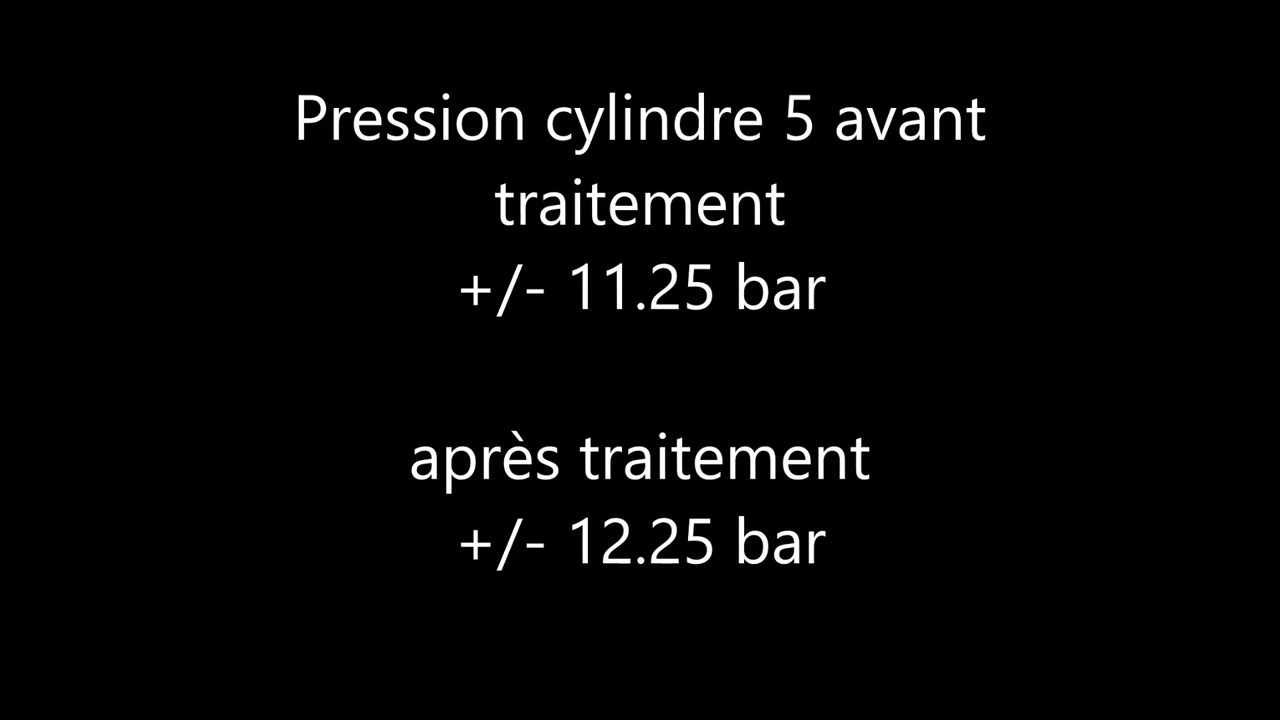 Pression cylindre 5 avant
traitement
+/- 11.25 bar
après traitement
+/- 12.25 bar